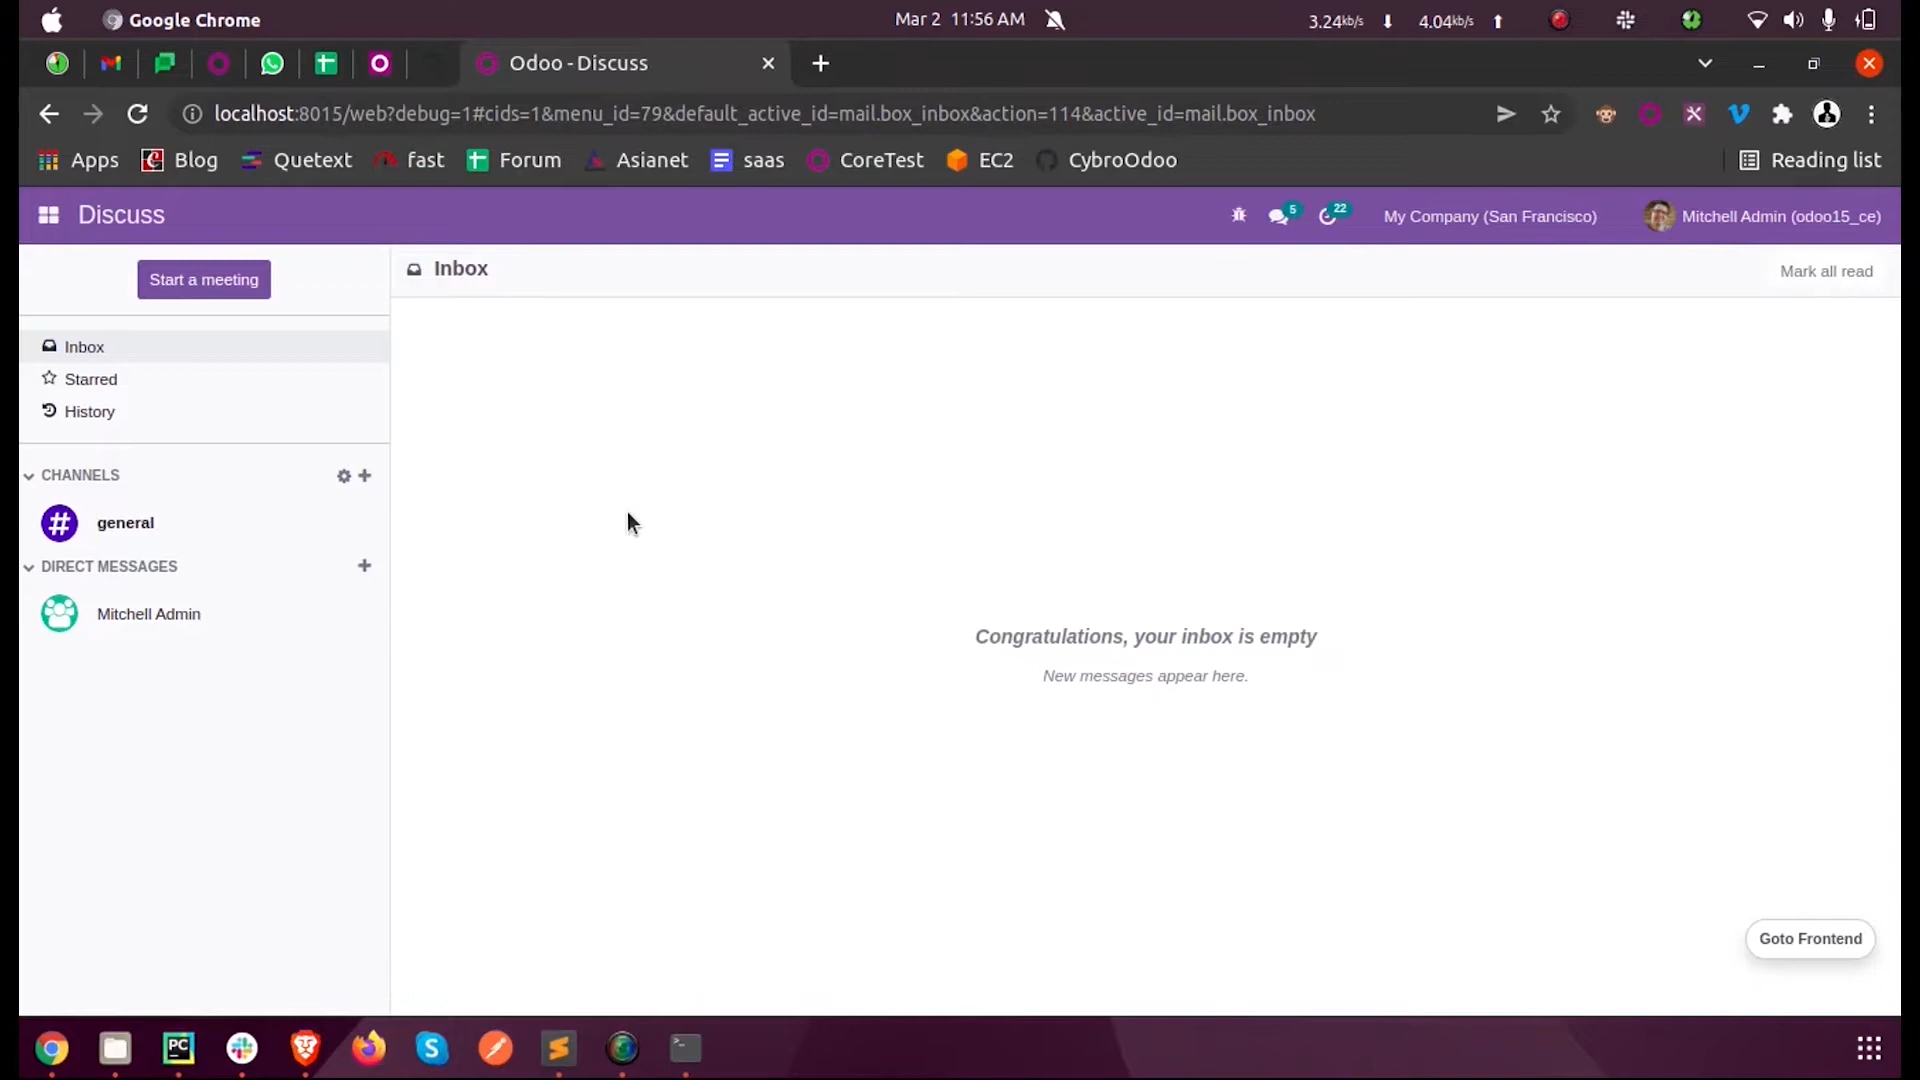 Google Chrome
Mar 2 11:56 AM
3.24kb/s
4.04kb/s
Odoo - Discuss
localhost:8015/web?debug=1#cids=1&menu_id=79&default_active_id=mail.box_inbox&action=114&active_id=mail.box_inbox
Apps
Blog
Quetext
fast
Forum
Asianet
saas
CoreTest
EC2
CybroOdoo
Reading list
Discuss
5
22
My Company (San Francisco)
Mitchell Admin (odoo15_ce)
Start a meeting
Inbox
Mark all read
Inbox
Starred
History
CHANNELS
general
DIRECT MESSAGES
Mitchell Admin
Congratulations, your inbox is empty
New messages appear here.
Goto Frontend
PC